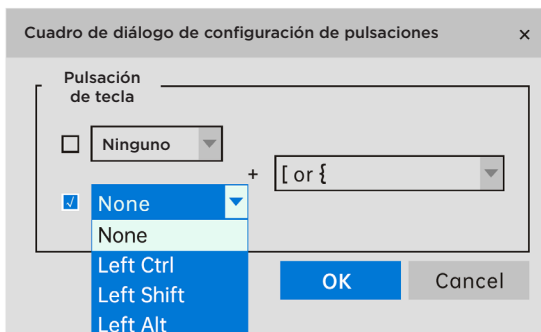 Cuadro de diálogo de configuración de pulsaciones
Pulsación
de tecla
Ninguno
+
[ or {
None
None
Left Ctrl
Left Shift
Left Alt
OK
Cancel